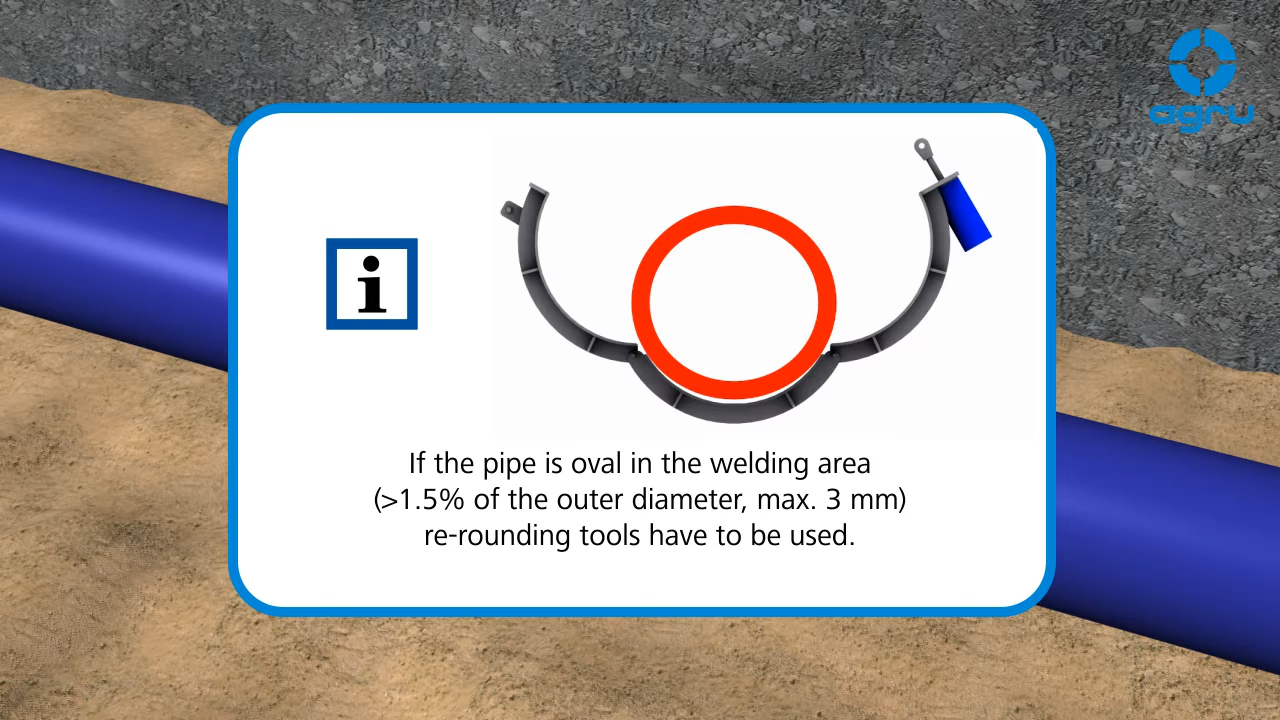 agru
i
If the pipe is oval in the welding area
(>1.5% of the outer diameter, max. 3 mm)
re-rounding tools have to be used.